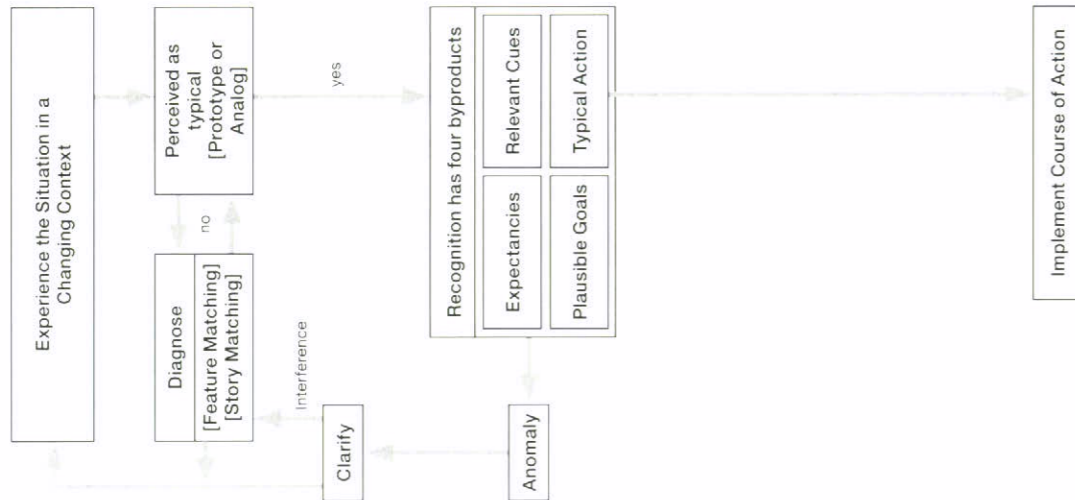 Experience the Situation in a
Changing Context
Perceived as
typical
[Prototype or
Analog]
Diagnose
[Feature Matching]
[Story Matching]
no
yes
Interference
Clarify
Anomaly
Recognition has four byproducts
Expectancies
Relevant Cues
Plausible Goals
Typical Action
Implement Course of Action